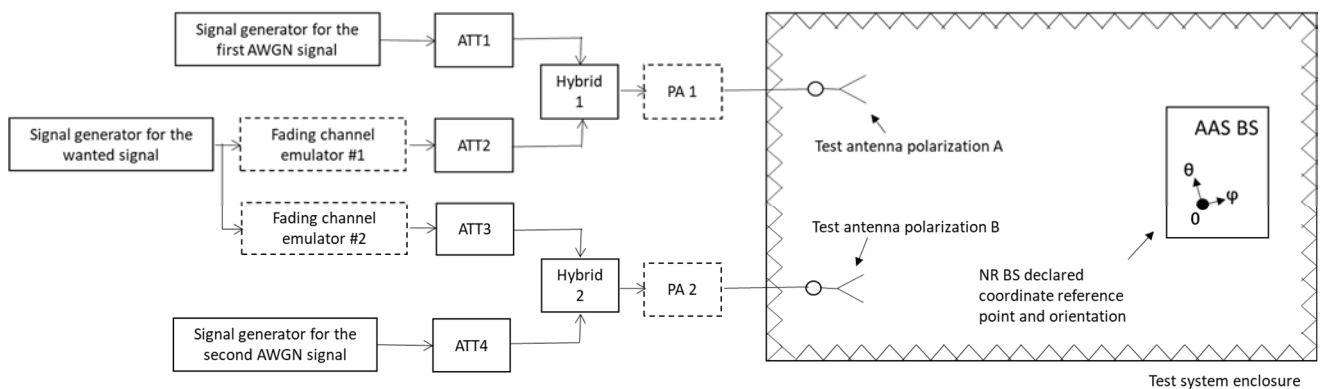 Signal generator for the
first AWGN signal
ATT1
Hybrid
1
PA 1
Signal generator for the
wanted signal
Fading channel
emulator #1
ATT2
Test antenna polarization A
AAS BS
θ
φ
0
Fading channel
emulator #2
ATT3
Test antenna polarization B
Hybrid
2
PA 2
NR BS declared
coordinate reference
point and orientation
Signal generator for the
second AWGN signal
ATT4
Test system enclosure